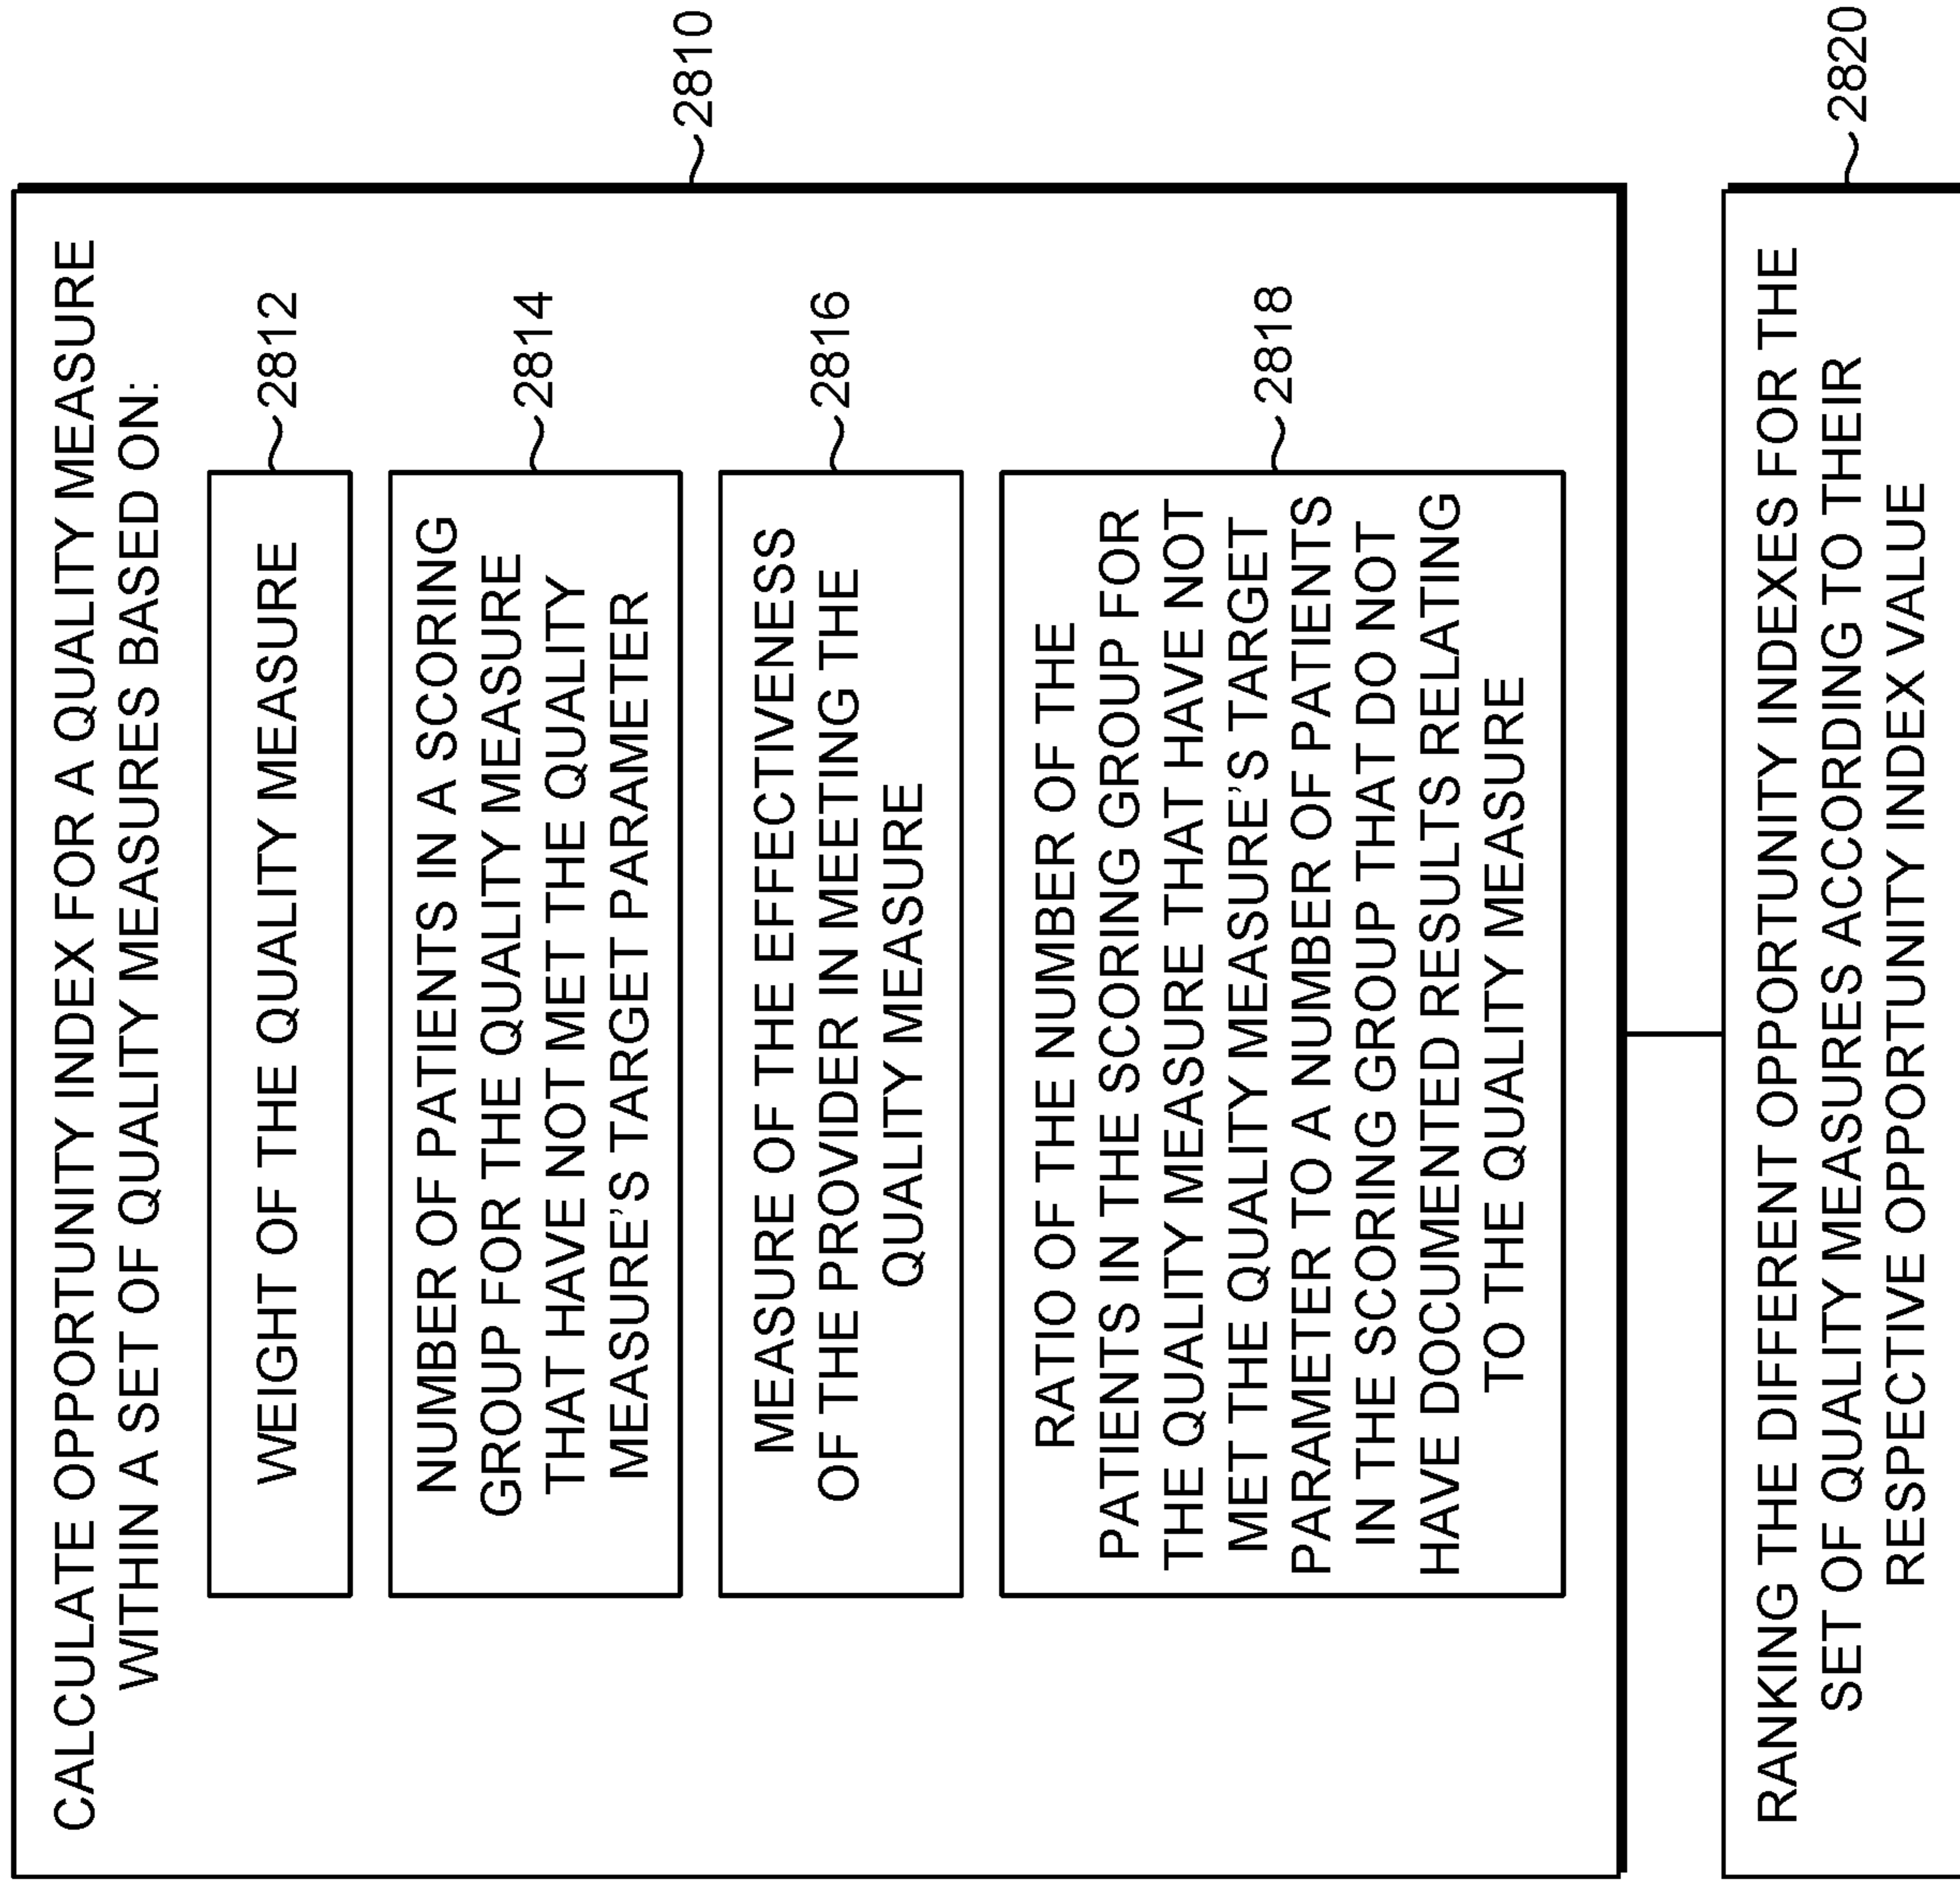 CALCULATE OPPORTUNITY INDEX FOR A QUALITY MEASURE
WITHIN A SET OF QUALITY MEASURES BASED ON:
WEIGHT OF THE QUALITY MEASURE
2812
NUMBER OF PATIENTS IN A SCORING
GROUP FOR THE QUALITY MEASURE
THAT HAVE NOT MET THE QUALITY
MEASURE'S TARGET PARAMETER
2814
MEASURE OF THE EFFECTIVENESS
OF THE PROVIDER IN MEETING THE
QUALITY MEASURE
2816
RATIO OF THE NUMBER OF THE
PATIENTS IN THE SCORING GROUP FOR
THE QUALITY MEASURE THAT HAVE NOT
MET THE QUALITY MEASURE'S TARGET
PARAMETER TO A NUMBER OF PATIENTS
IN THE SCORING GROUP THAT DO NOT
HAVE DOCUMENTED RESULTS RELATING
TO THE QUALITY MEASURE
2818
2810
RANKING THE DIFFERENT OPPORTUNITY INDEXES FOR THE
SET OF QUALITY MEASURES ACCORDING TO THEIR
RESPECTIVE OPPORTUNITY INDEX VALUE
2820